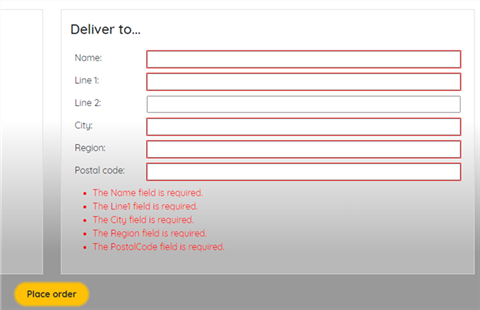 Deliver to...
Name:
Line 1:
Line 2:
City:
Region:
Postal code:
The Name field is required.
The Line1 field is required.
The City field is required.
The Region field is required.
The PostalCode field is required.
Place order